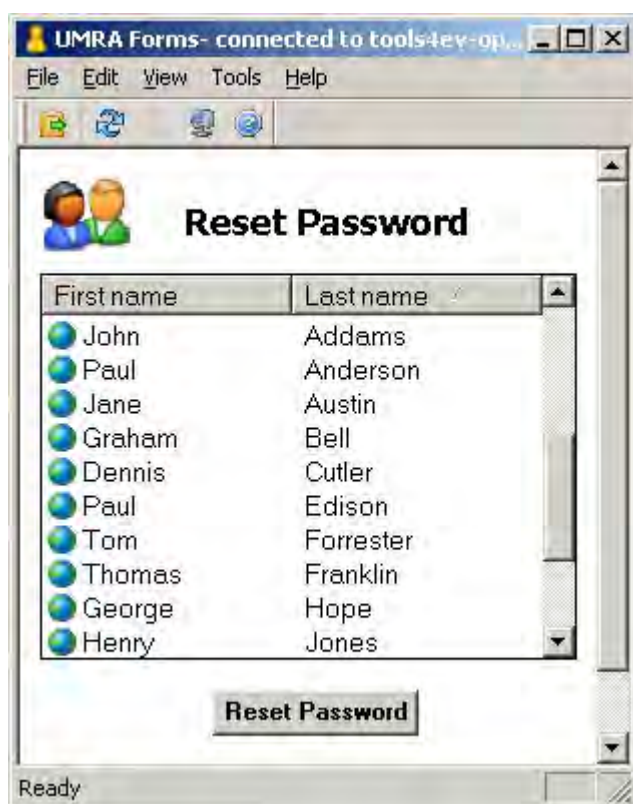 UMRA Forms- connected to tools4ev-op...
File Edit View Tools Help
Reset Password
First name Last name
John Addams
Paul Anderson
Jane Austin
Graham Bell
Dennis Cutler
Paul Edison
Tom Forrester
Thomas Franklin
George Hope
Henry Jones
Reset Password
Ready